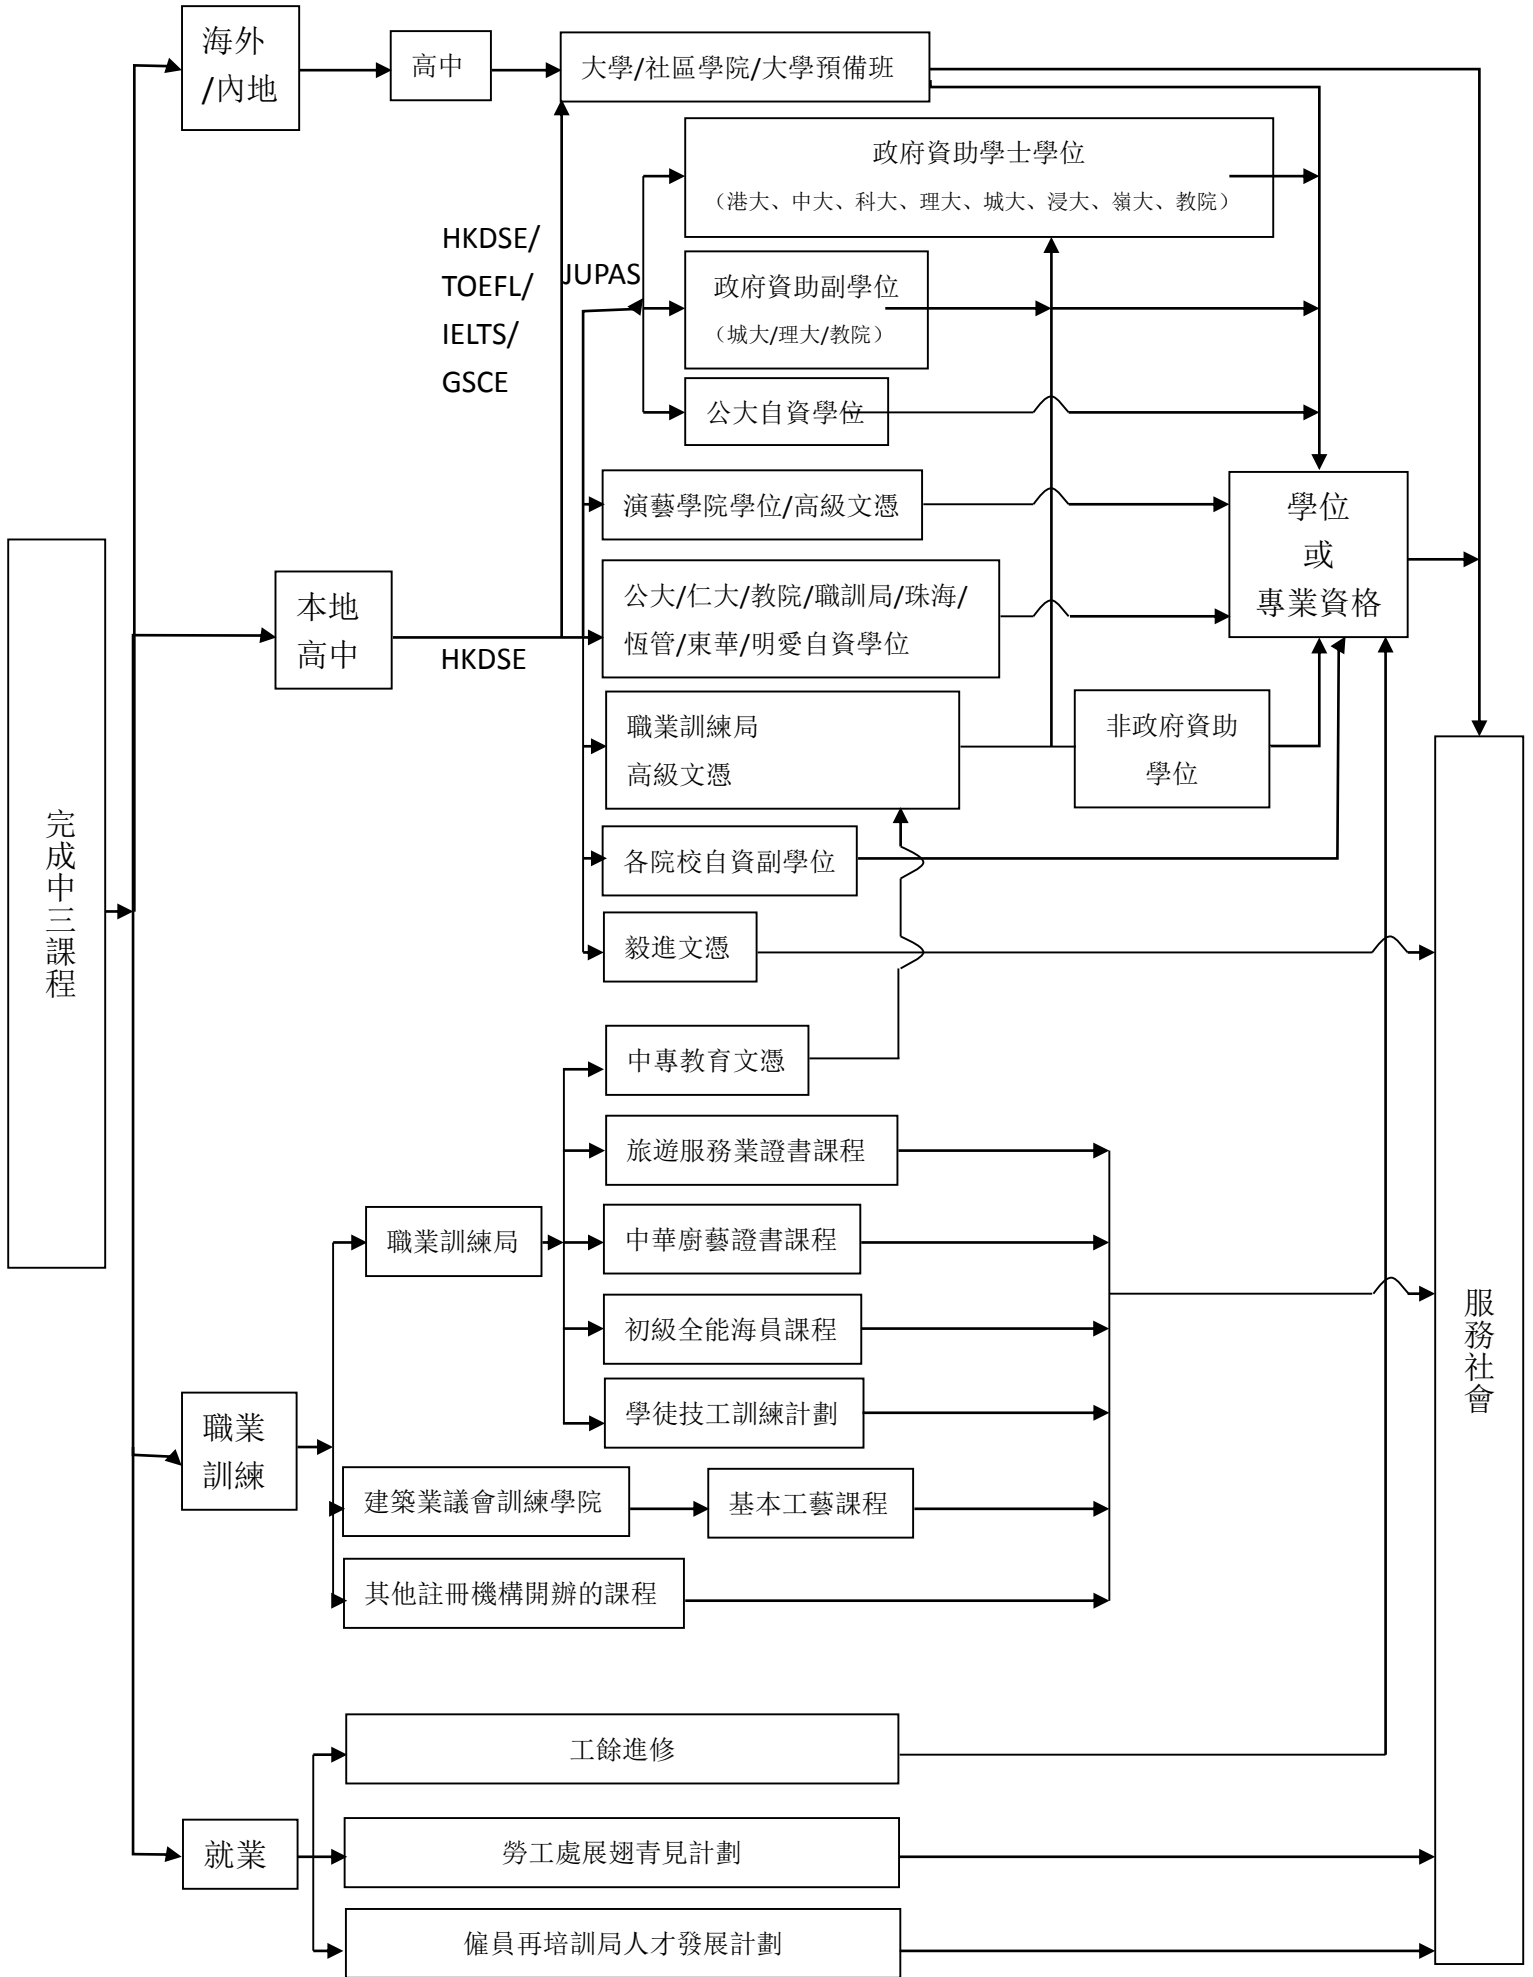 海外
/內地
高中
大學/社區學院/大學預備班
政府資助學士學位
（港大、中大、科大、理大、城大、浸大、嶺大、教院）
HKDSE/
TOEFL/
IELTS/
GSCE
JUPAS
政府資助副學位
（城大/理大/教院）
公大自資學位
演藝學院學位/高級文憑
學位
或
專業資格
本地
高中
HKDSE
公大/仁大/教院/職訓局/珠海/
恆管/東華/明愛自資學位
職業訓練局
高級文憑
非政府資助
學位
各院校自資副學位
毅進文憑
完成中三課程
中專教育文憑
旅遊服務業證書課程
職業訓練局
中華廚藝證書課程
初級全能海員課程
學徒技工訓練計劃
服務社會
職業
訓練
建築業議會訓練學院
基本工藝課程
其他註冊機構開辦的課程
工餘進修
就業
勞工處展翅青見計劃
僱員再培訓局人才發展計劃